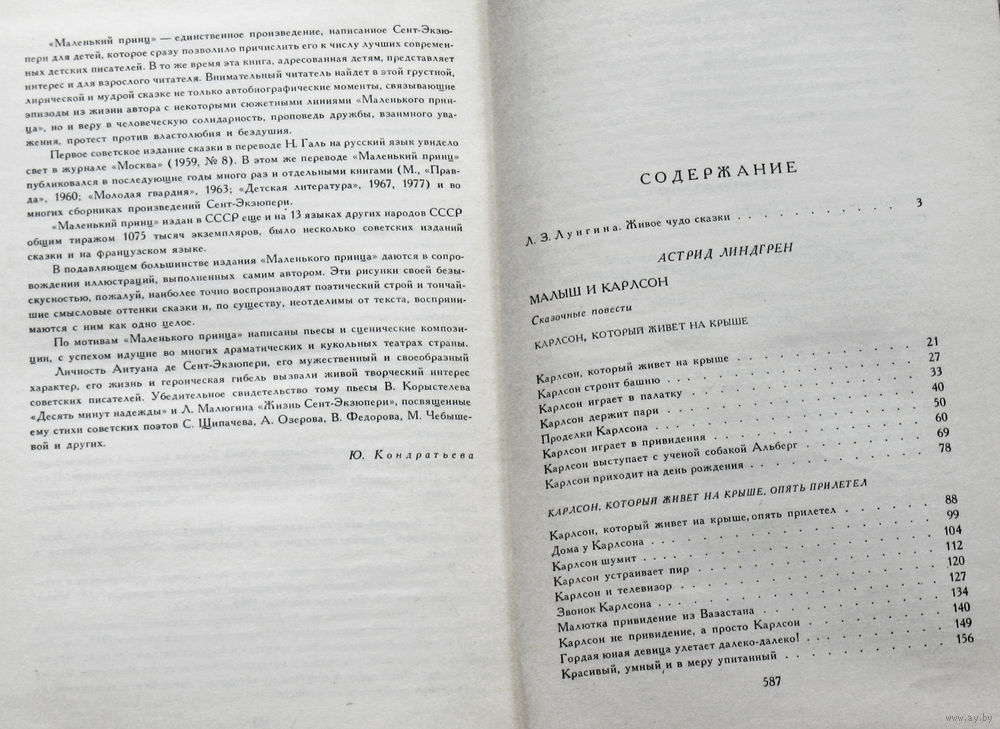 «Маленький принц» — единственное произведение, написанное Сент-Экзю-
пери для детей, которое сразу позволило причислить его к числу лучших современ-
ных детских писателей. В то же время эта книга, адресованная детям, представляет
интерес и для взрослого читателя. Внимательный читатель найдет в этой грустной,
лирической и мудрой сказке не только автобиографические моменты, связывающие
эпизоды из жизни автора с некоторыми сюжетными линиями «Маленького прин-
ца», но и веру в человеческую солидарность, проповедь дружбы, взаимного ува-
жения, протест против властолюбия и бездушия.
Первое советское издание сказки в переводе Н. Галь на русский язык увидело
свет в журнале «Москва» (1959, № 8). В этом же переводе «Маленький принц»
публиковался в последующие годы много раз и отдельными книгами (М., «Прав-
да», 1960; «Молодая гвардия», 1963; «Детская литература», 1967, 1977) и во
многих сборниках произведений Сент-Экзюпери.
«Маленький принц» издан в СССР еще и на 13 языках других народов СССР
общим тиражом 1075 тысяч экземпляров, было несколько советских изданий
сказки и на французском языке.
В подавляющем большинстве издания «Маленького принца» даются в сопро-
вождении иллюстраций, выполненных самим автором. Эти рисунки своей безы-
скусностью, пожалуй, наиболее точно воспроизводят поэтический строй и тончай-
шие смысловые оттенки сказки и, по существу, неотделимы от текста, восприни-
маются с ним как одно целое.
По мотивам «Маленького принца» написаны пьесы и сценические компози-
ции, с успехом идущие во многих драматических и кукольных театрах страны.
Личность Антуана де Сент-Экзюпери, его мужественный и своеобразный
характер, его жизнь и героическая гибель вызвали живой творческий интерес
советских писателей. Убедительное свидетельство тому пьесы В. Корыстелева
«Десять минут надежды» и Л. Малюгина «Жизнь Сент-Экзюпери», посвященные
ему стихи советских поэтов С. Щипачева, А. Озерова, В. Федорова, М. Чебыше-
вой и других.
Ю. Кондратьева
СОДЕРЖАНИЕ
Л. З. Лунгина. Живое чудо сказки . . . . . . . . . 3
АСТРИД ЛИНДГРЕН
МАЛЫШ И КАРЛСОН
Сказочные повести
КАРЛСОН, КОТОРЫЙ ЖИВЕТ НА КРЫШЕ
Карлсон, который живет на крыше . . . . . . . . . 21
Карлсон строит башню . . . . . . . . . 27
Карлсон играет в палатку . . . . . . . . . 33
Карлсон держит пари . . . . . . . . . 40
Проделки Карлсона . . . . . . . . . 50
Карлсон играет в привидения . . . . . . . . . 60
Карлсон выступает с ученой собакой Альберг . . . . . . . 69
Карлсон приходит на день рождения . . . . . . . . . 78
КАРЛСОН, КОТОРЫЙ ЖИВЕТ НА КРЫШЕ, ОПЯТЬ ПРИЛЕТЕЛ
Карлсон, который живет на крыше, опять прилетел . . . . . 88
Дома у Карлсона . . . . . . . . . 99
Карлсон шумит . . . . . . . . . 104
Карлсон устраивает пир . . . . . . . . . 112
Карлсон и телевизор . . . . . . . . . 120
Звонок Карлсона . . . . . . . . . 127
Малютка привидение из Вазастана . . . . . . . . . 134
Карлсон не привидение, а просто Карлсон . . . . . . . 140
Гордая юная девица улетает далеко-далеко! . . . . . . . 149
Красивый, умный и в меру упитанный . . . . . . . . . 156
587
www.ay.by